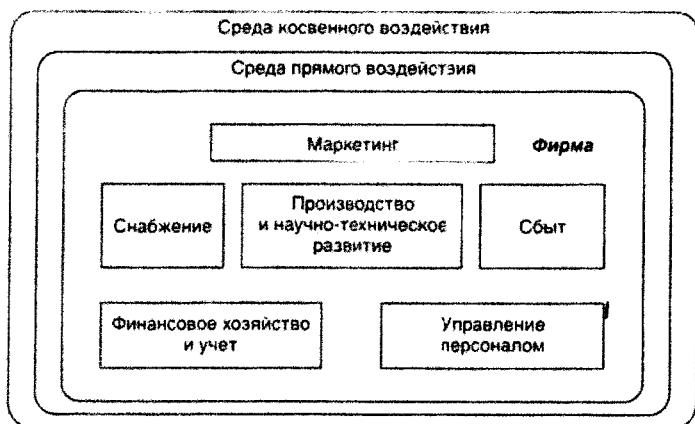 Среда косвенного воздействия
Среда прямого воздействия
Маркетинг
Фирма
Снабжение
Производство
и научно-техническое
развитие
Сбыт
Финансовое хозяйство
и учет
Управление
персоналом